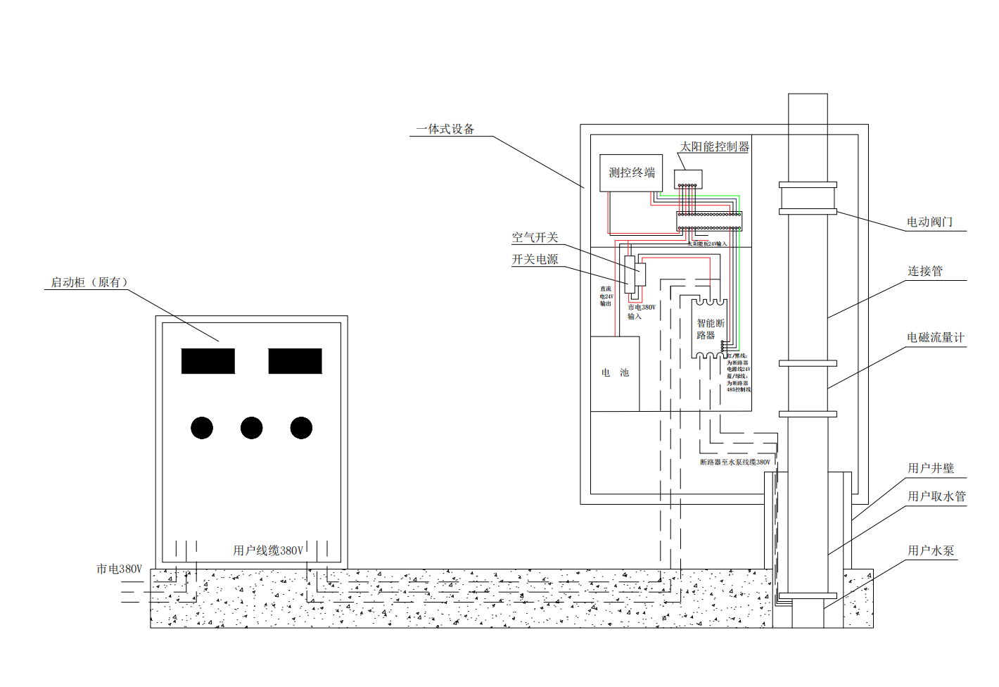 一体式设备
太阳能控制器
测控终端
电动阀门
空气开关
太阳能板24V输入
开关电源
连接管
启动柜（原有）
直流
电24V
输出
市电380V
输入
智能断
路器
电磁流量计
红/黑线：
为断路器
电源线24V
蓝/绿线：
为断路器
485控制线
电 池
断路器至水泵线缆380V
用户井壁
用户取水管
用户线缆380V
用户水泵
市电380V